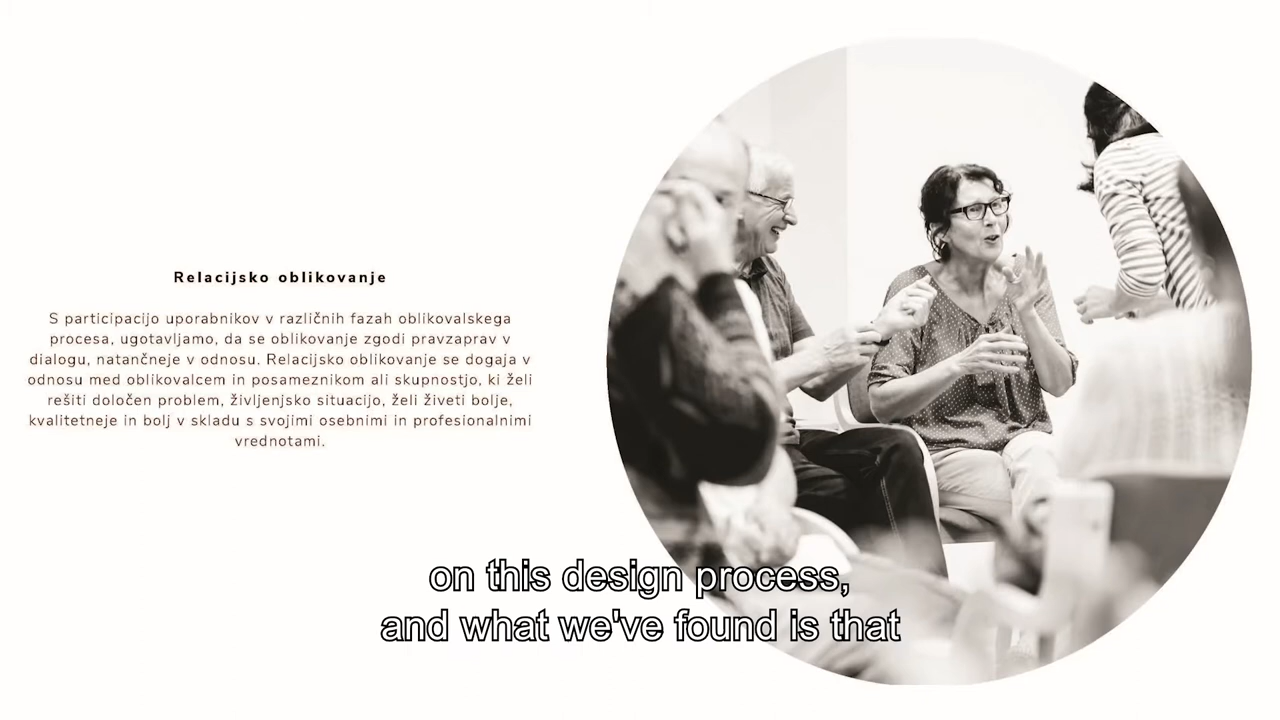 Relacijsko oblikovanje
S participacijo uporabnikov v različnih fazah oblikovalskega
procesa, ugotavljamo, da se oblikovanje zgodi pravzaprav v
dialogu, natančneje v odnosu. Relacijsko oblikovanje se dogaja v
odnosu med oblikovalcem in posameznikom ali skupnostjo, ki želi
rešiti določen problem, življenjsko situacijo, želi živeti bolje,
kvalitetneje in bolj v skladu s svojimi osebnimi in profesionalnimi
vrednotami.
on this design process,
and what we've found is that